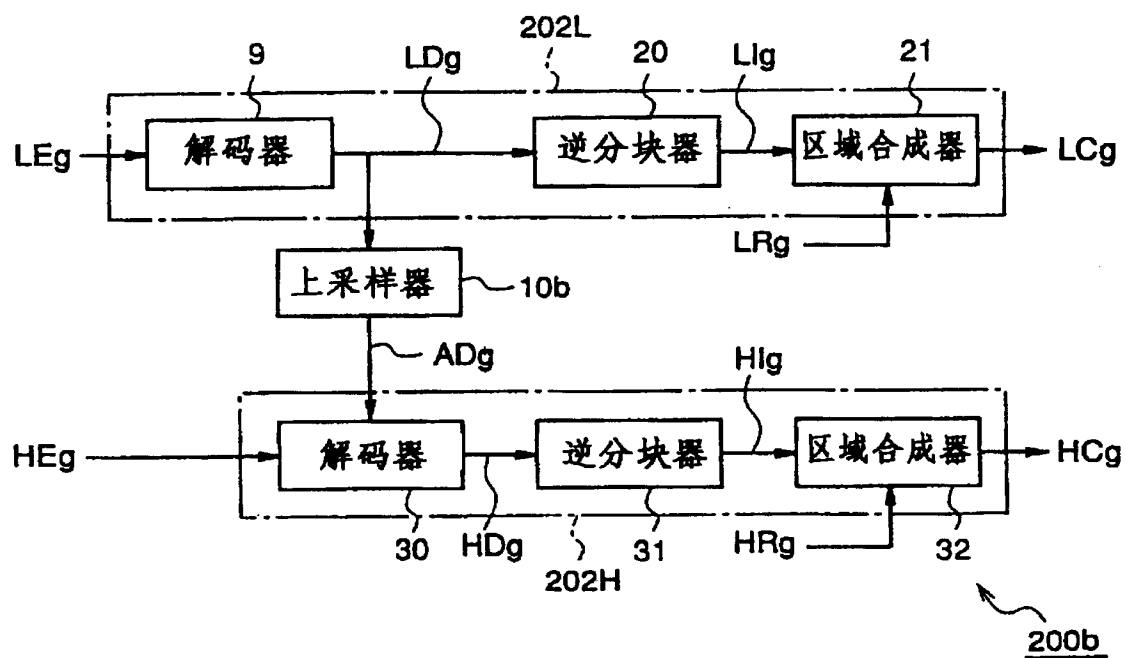 202L
9
LDg
20
LIg
21
LEg
解码器
逆分块器
区域合成器
LCg
LRg
上采样器
10b
ADg
HIg
HEg
解码器
逆分块器
区域合成器
HCg
30
HDg
31
HRg
32
202H
200b